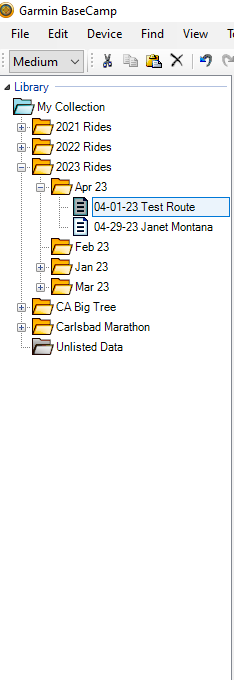 Garmin BaseCamp
File Edit Device Find View
Medium
Library
My Collection
2021 Rides
2022 Rides
2023 Rides
Apr 23
04-01-23 Test Route
04-29-23 Janet Montana
Feb 23
Jan 23
Mar 23
CA Big Tree
Carlsbad Marathon
Unlisted Data